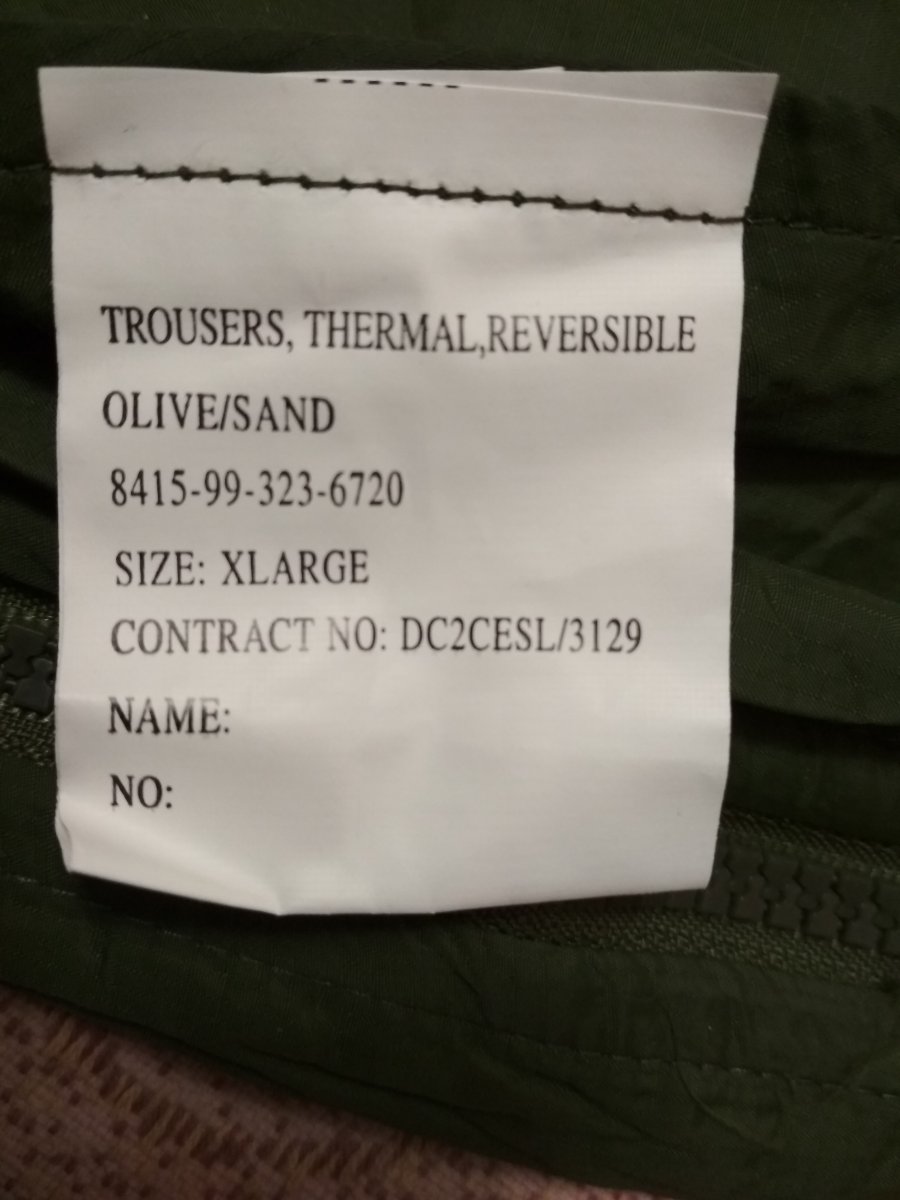 TROUSERS, THERMAL,REVERSIBLE
OLIVE/SAND
8415-99-323-6720
SIZE: XLARGE
CONTRACT NO: DC2CESL/3129
NAME:
NO: